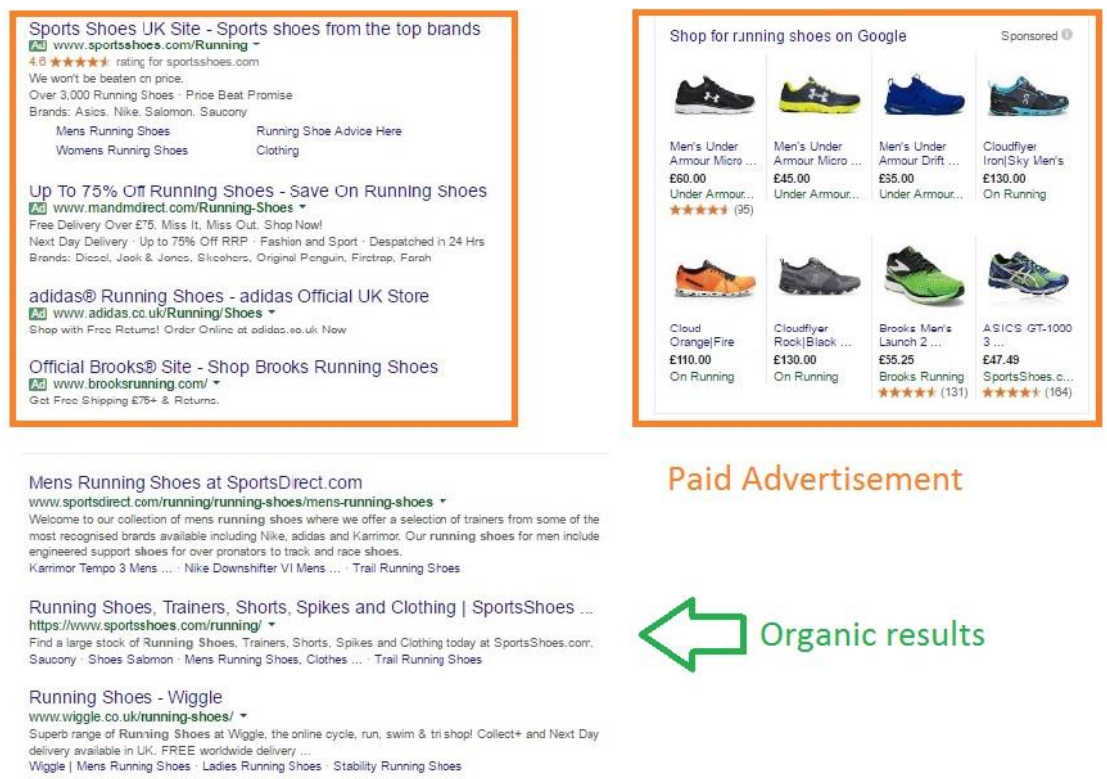 Sports Shoes UK Site - Sports shoes from the top brands
Ad www.sportsshoes.com/Running
4.6 ★★★★★ rating for sportsshoes.com
We won't be beaten on price.
Over 3,000 Running Shoes · Price Beat Promise
Brands: Asics, Nike, Salomon, Saucony
Mens Running Shoes Running Shoe Advice Here
Womens Running Shoes Clothing
Up To 75% Off Running Shoes - Save On Running Shoes
Ad www.mandmdirect.com/Running-Shoes
Free Delivery Over £75. Miss It, Miss Out. Shop Now!
Next Day Delivery · Up to 75% Off RRP · Fashion and Sport · Despatched in 24 Hrs
Brands: Diesel, Jack & Jones, Skechers, Original Penguin, Firetrap, Farah
adidas® Running Shoes - adidas Official UK Store
Ad www.adidas.co.uk/Running/Shoes
Shop with Free Returns! Order Online at adidas.co.uk Now
Official Brooks® Site - Shop Brooks Running Shoes
Ad www.brooksrunning.com/
Get Free Shipping £75+ & Returns.
Shop for running shoes on Google Sponsored
Men's Under Men's Under Men's Under Cloudflyer
Armour Micro ... Armour Micro ... Armour Drift ... Iron|Sky Men's
£60.00 £45.00 £55.00 £130.00
Under Armour... Under Armour... Under Armour... On Running
★★★★★ (95)
Cloud Cloudflyer Brooks Men's ASICS GT-1000
Orange|Fire Rock|Black ... Launch 2 ... 3 ...
£110.00 £130.00 £55.25 £47.49
On Running On Running Brooks Running SportsShoes.c...
★★★★★ (131) ★★★★★ (164)
Paid Advertisement
Mens Running Shoes at SportsDirect.com
www.sportsdirect.com/running/running-shoes/mens-running-shoes
Welcome to our collection of mens running shoes where we offer a selection of trainers from some of the
most recognised brands available including Nike, adidas and Karrimor. Our running shoes for men include
engineered support shoes for over pronators to track and race shoes.
Karrimor Tempo 3 Mens ... · Nike Downshifter VI Mens ... · Trail Running Shoes
Running Shoes, Trainers, Shorts, Spikes and Clothing | SportsShoes ...
https://www.sportsshoes.com/running/
Find a large stock of Running Shoes, Trainers, Shorts, Spikes and Clothing today at SportsShoes.com.
Saucony · Shoes Salomon · Mens Running Shoes, Clothes ... · Trail Running Shoes
Organic results
Running Shoes - Wiggle
www.wiggle.co.uk/running-shoes/
Superb range of Running Shoes at Wiggle, the online cycle, run, swim & tri shop! Collect+ and Next Day
delivery available in UK. FREE worldwide delivery ...
Wiggle | Mens Running Shoes · Ladies Running Shoes · Stability Running Shoes